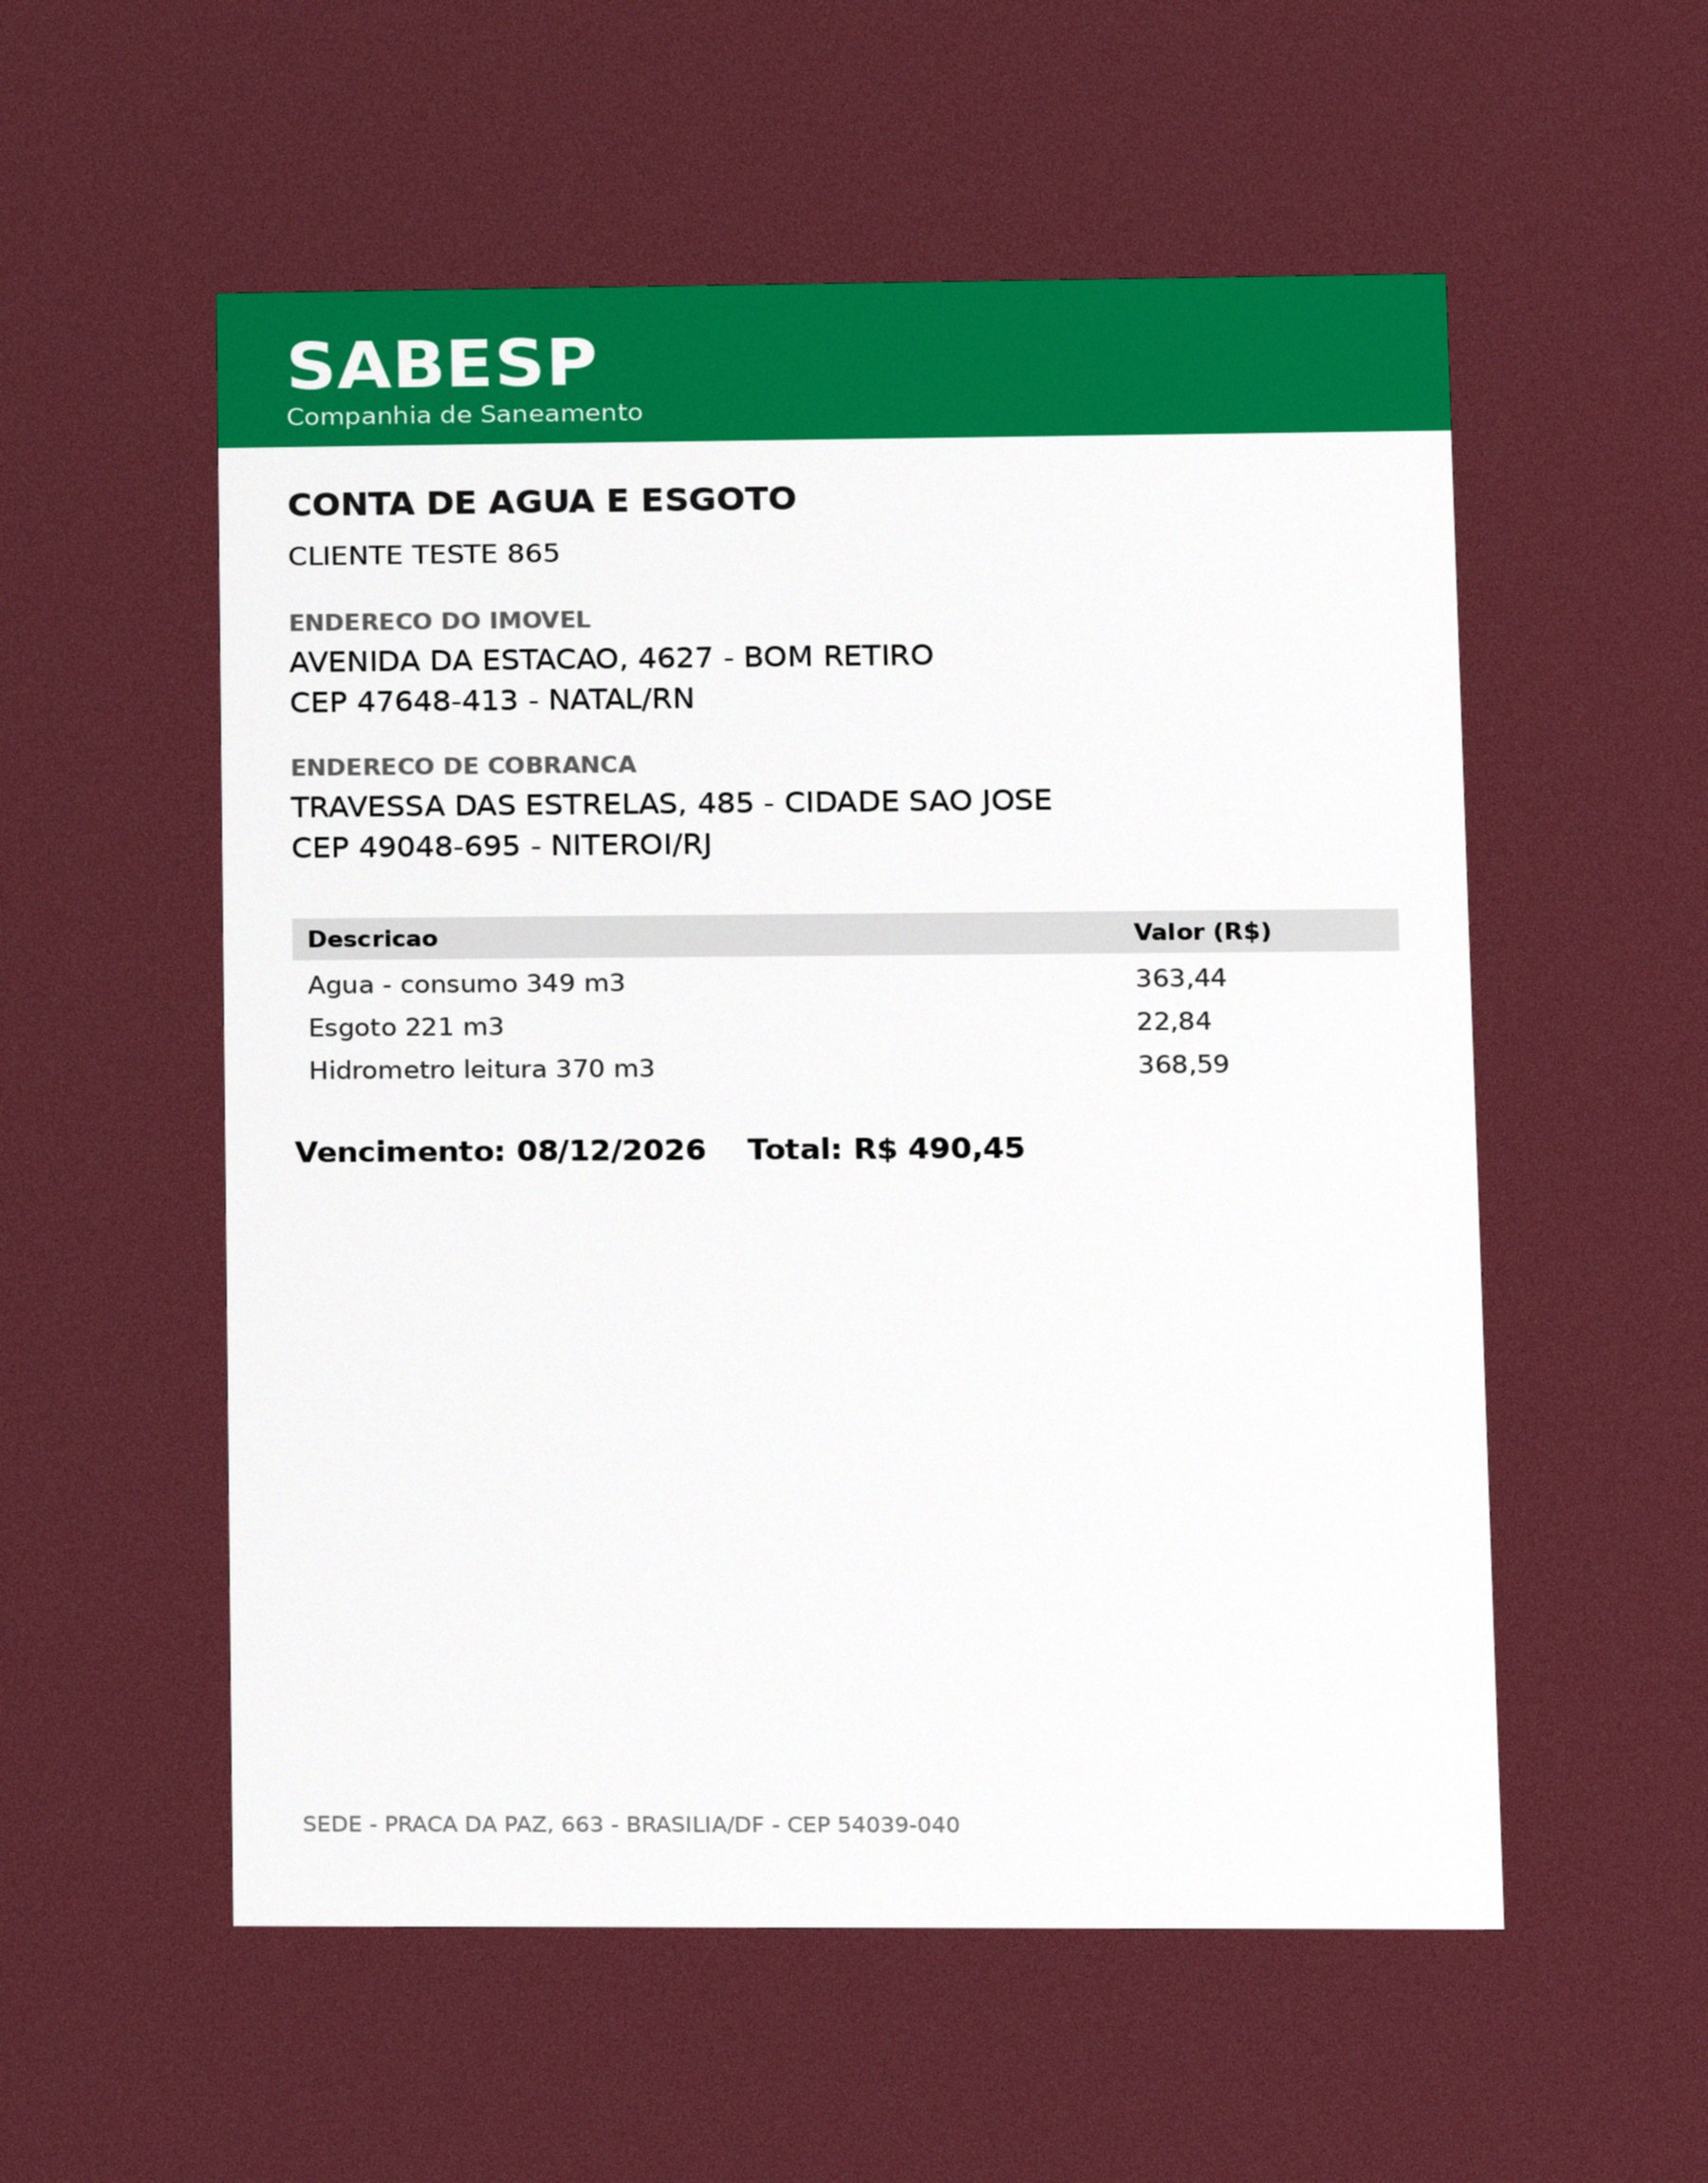 SABESP
Companhia de Saneamento
CONTA DE AGUA E ESGOTO
CLIENTE TESTE 865
ENDERECO DO IMOVEL
AVENIDA DA ESTACAO, 4627 - BOM RETIRO
CEP 47648-413 - NATAL/RN
ENDERECO DE COBRANCA
TRAVESSA DAS ESTRELAS, 485 - CIDADE SAO JOSE
CEP 49048-695 - NITEROI/RJ
Descricao Valor (R$)
Agua - consumo 349 m3 363,44
Esgoto 221 m3 22,84
Hidrometro leitura 370 m3 368,59
Vencimento: 08/12/2026 Total: R$ 490,45
SEDE - PRACA DA PAZ, 663 - BRASILIA/DF - CEP 54039-040